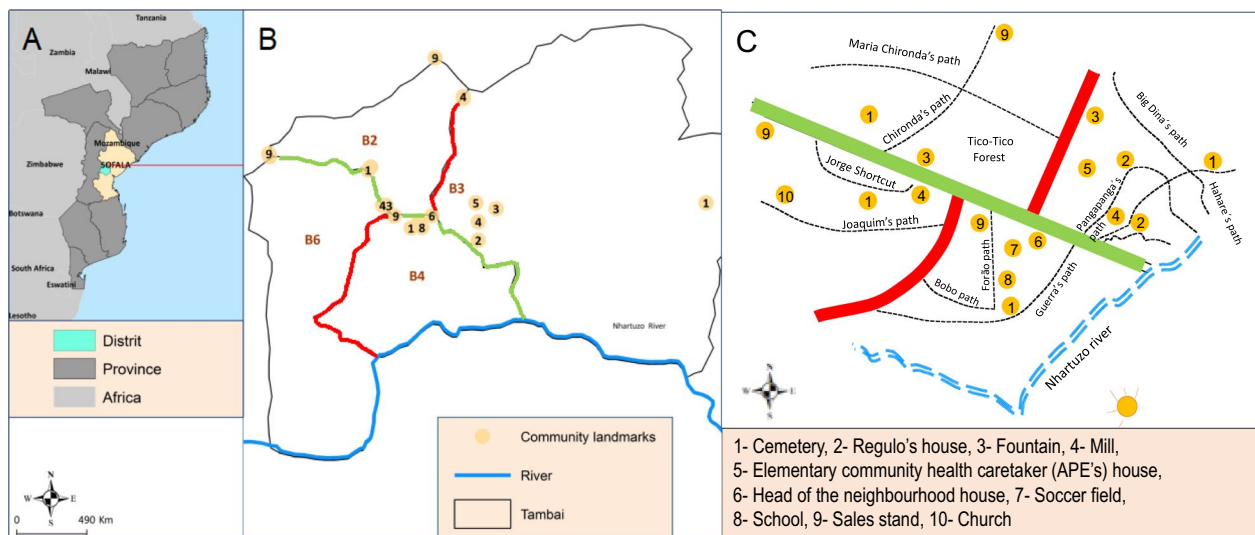 A
Tanzania
Zambia
Malawi
Mozambique
SOFALA
Zimbabwe
Botswana
South Africa
Eswatini
Lesotho
Distrit
Province
Africa
N
W E
S
0 490 Km
B
9
4
B2
9
1
B3
43
9
6
5
3
1
4
1 8
2
B6
B4
Nhartuzo River
Community landmarks
River
Tambai
C
9
Maria Chironda's path
Big Dina's path
Chironda's path
1
3
9
Tico-Tico
Forest
3
5
2
1
Jorge Shortcut
10
1
4
Pangapanga's
path
Hahare´s path
4
2
Joaquim's path
9
6
7
Forão path
8
Bobo path
Guerra's path
1
Nhartuzo river
N
W E
S
1- Cemetery, 2- Regulo's house, 3- Fountain, 4- Mill,
5- Elementary community health caretaker (APE's) house,
6- Head of the neighbourhood house, 7- Soccer field,
8- School, 9- Sales stand, 10- Church